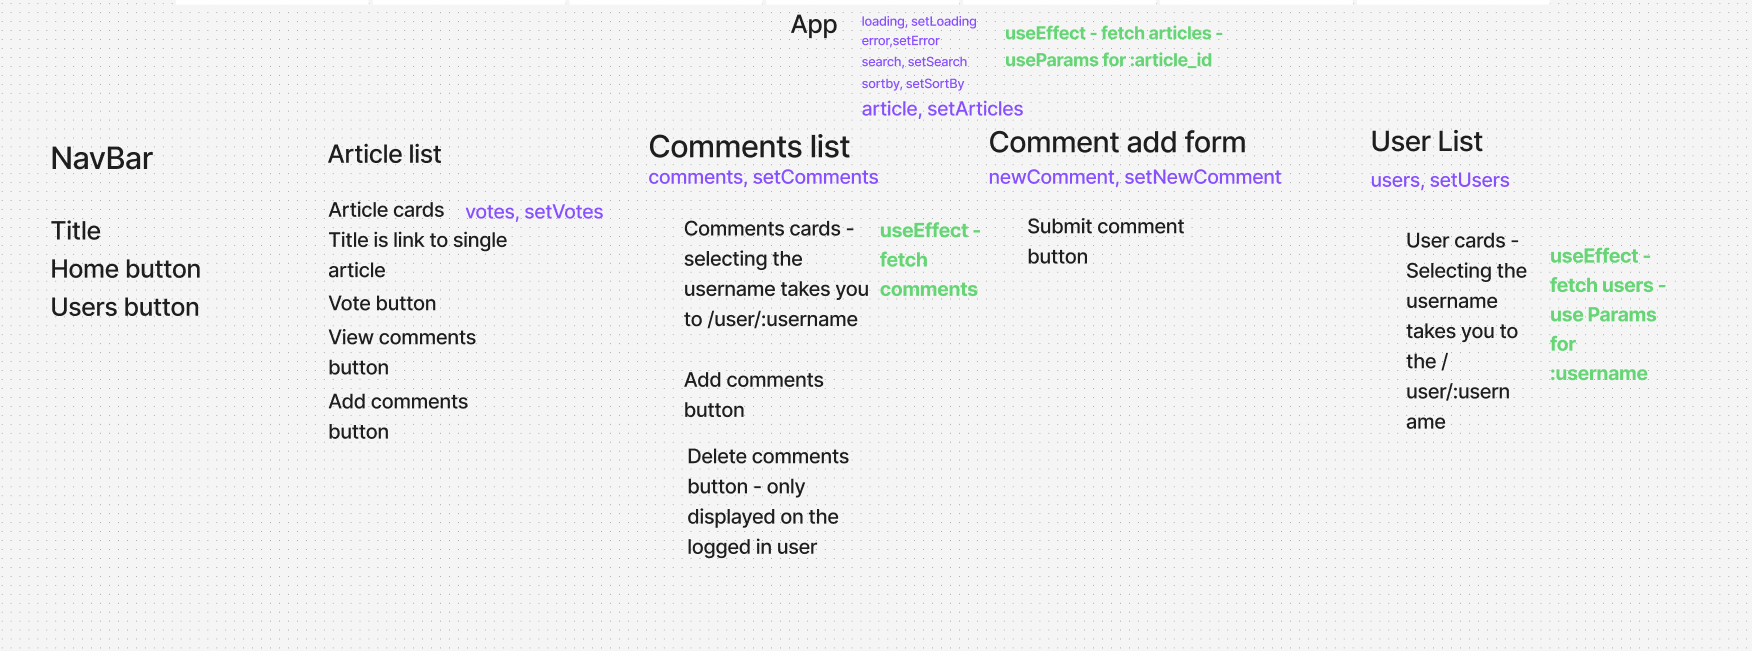 App
loading, setLoading
error,setError
search, setSearch
sortby, setSortBy
article, setArticles
useEffect - fetch articles -
useParams for :article_id
NavBar
Title
Home button
Users button
Article list
Article cards
votes, setVotes
Title is link to single
article
Vote button
View comments
button
Add comments
button
Comments list
comments, setComments
Comments cards -
selecting the
username takes you
to /user/:username
useEffect -
fetch
comments
Add comments
button
Delete comments
button - only
displayed on the
logged in user
Comment add form
newComment, setNewComment
Submit comment
button
User List
users, setUsers
User cards -
Selecting the
username
takes you to
the /
user/:usern
ame
useEffect -
fetch users -
use Params
for
:username